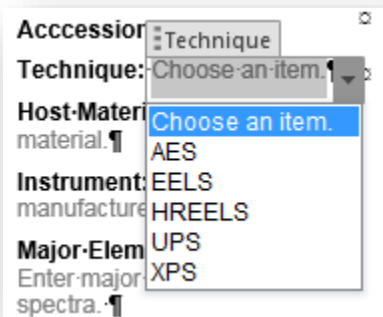 Acccession
Technique
Technique: Choose an item.¶
Host Materi
material.¶
Choose an item.
AES
Instrument:
EELS
manufacture
HREELS
Major Elem
UPS
Enter major
XPS
spectra. ¶